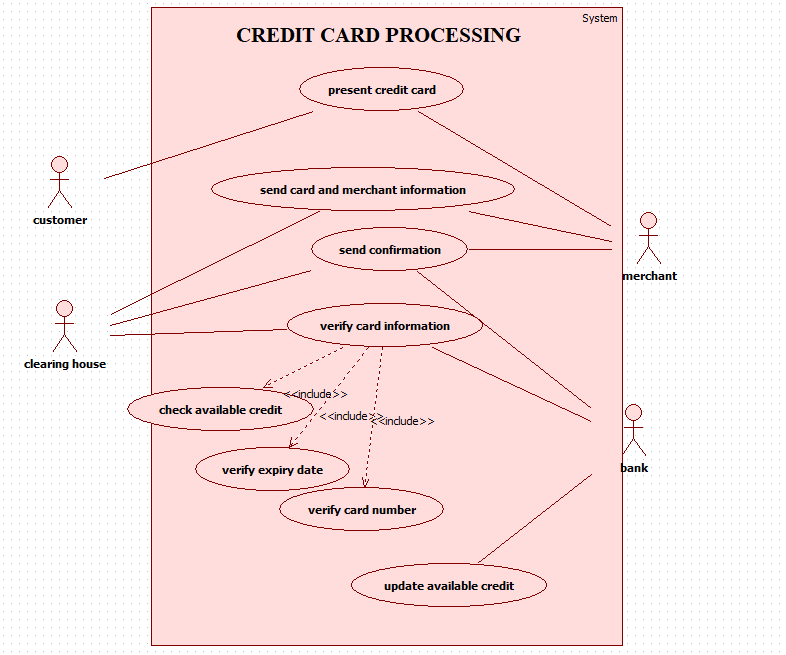 System
CREDIT CARD PROCESSING
present credit card
customer
send card and merchant information
send confirmation
merchant
verify card information
clearing house
<<include>>
check available credit
<<include>>
<<include>>
verify expiry date
bank
verify card number
update available credit